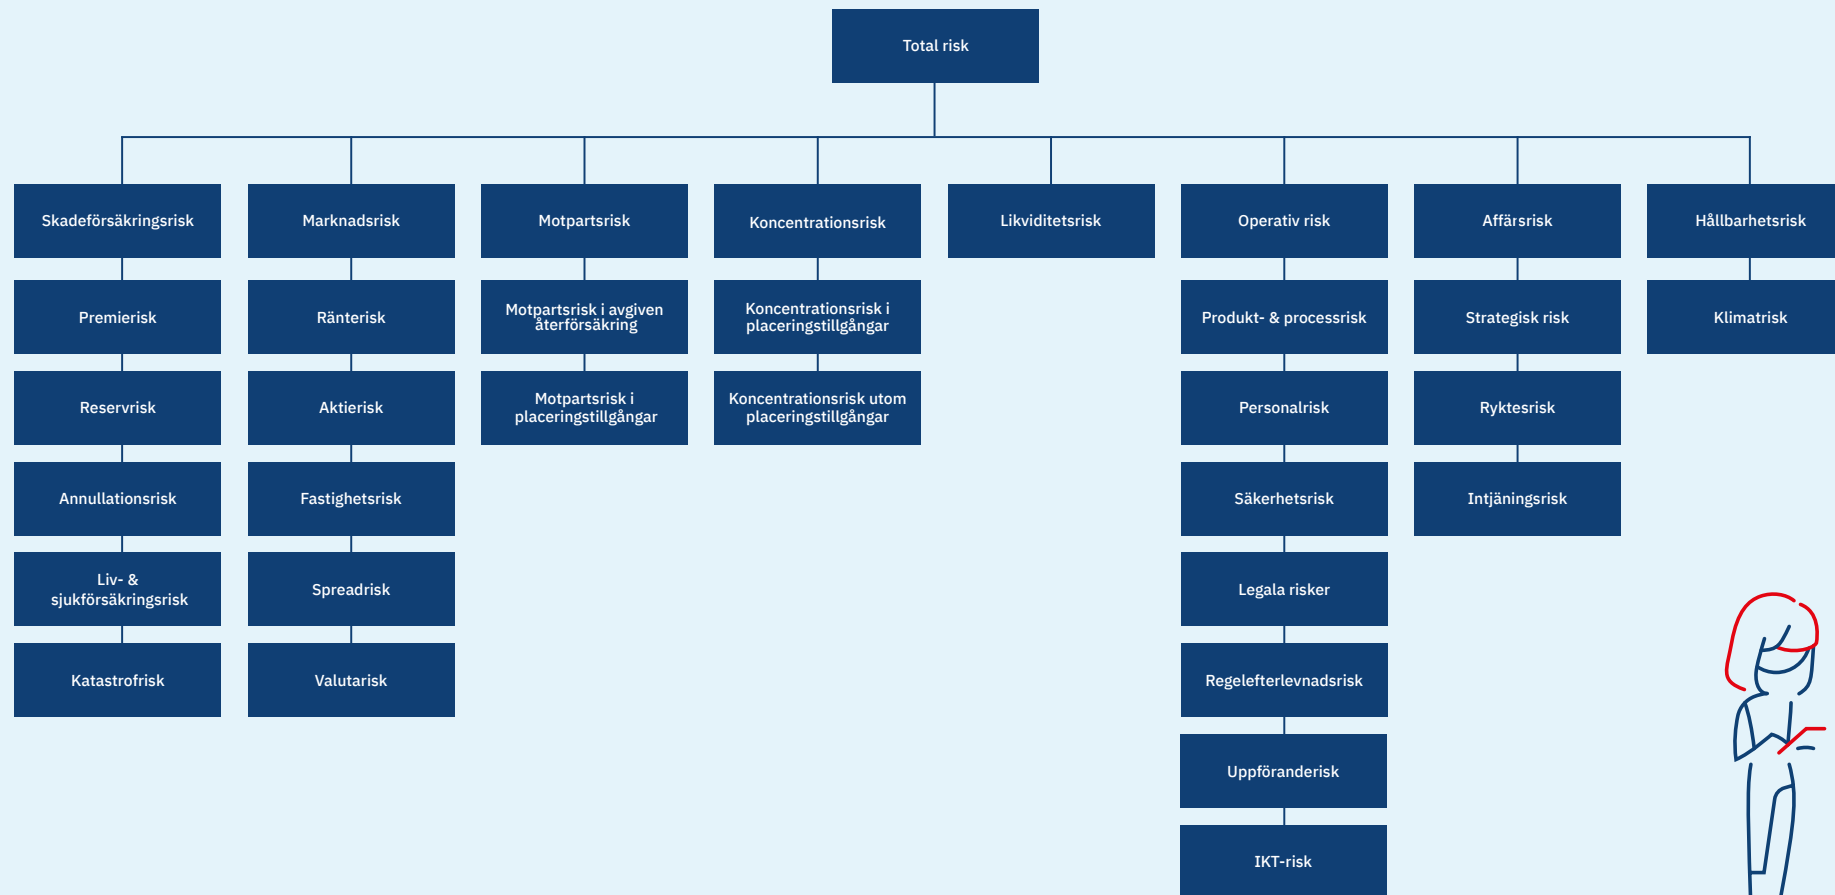 Total risk
Skadeförsäkringsrisk
Marknadsrisk
Motpartsrisk
Koncentrationsrisk
Likviditetsrisk
Operativ risk
Affärsrisk
Hållbarhetsrisk
Premierisk
Ränterisk
Motpartsrisk i avgiven
återförsäkring
Koncentrationsrisk i
placeringstillgångar
Produkt- & processrisk
Strategisk risk
Klimatrisk
Reservrisk
Aktierisk
Motpartsrisk i
placeringstillgångar
Koncentrationsrisk utom
placeringstillgångar
Personalrisk
Ryktesrisk
Annullationsrisk
Fastighetsrisk
Säkerhetsrisk
Intjäningsrisk
Liv- &
sjukförsäkringsrisk
Spreadrisk
Legala risker
Katastrofrisk
Valutarisk
Regelefterlevnadsrisk
Uppföranderisk
IKT-risk